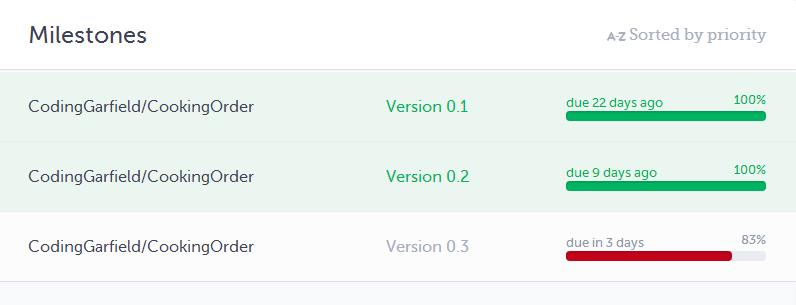 Milestones
A-Z Sorted by priority
CodingGarfield/CookingOrder Version 0.1 due 22 days ago 100%
CodingGarfield/CookingOrder Version 0.2 due 9 days ago 100%
CodingGarfield/CookingOrder Version 0.3 due in 3 days 83%